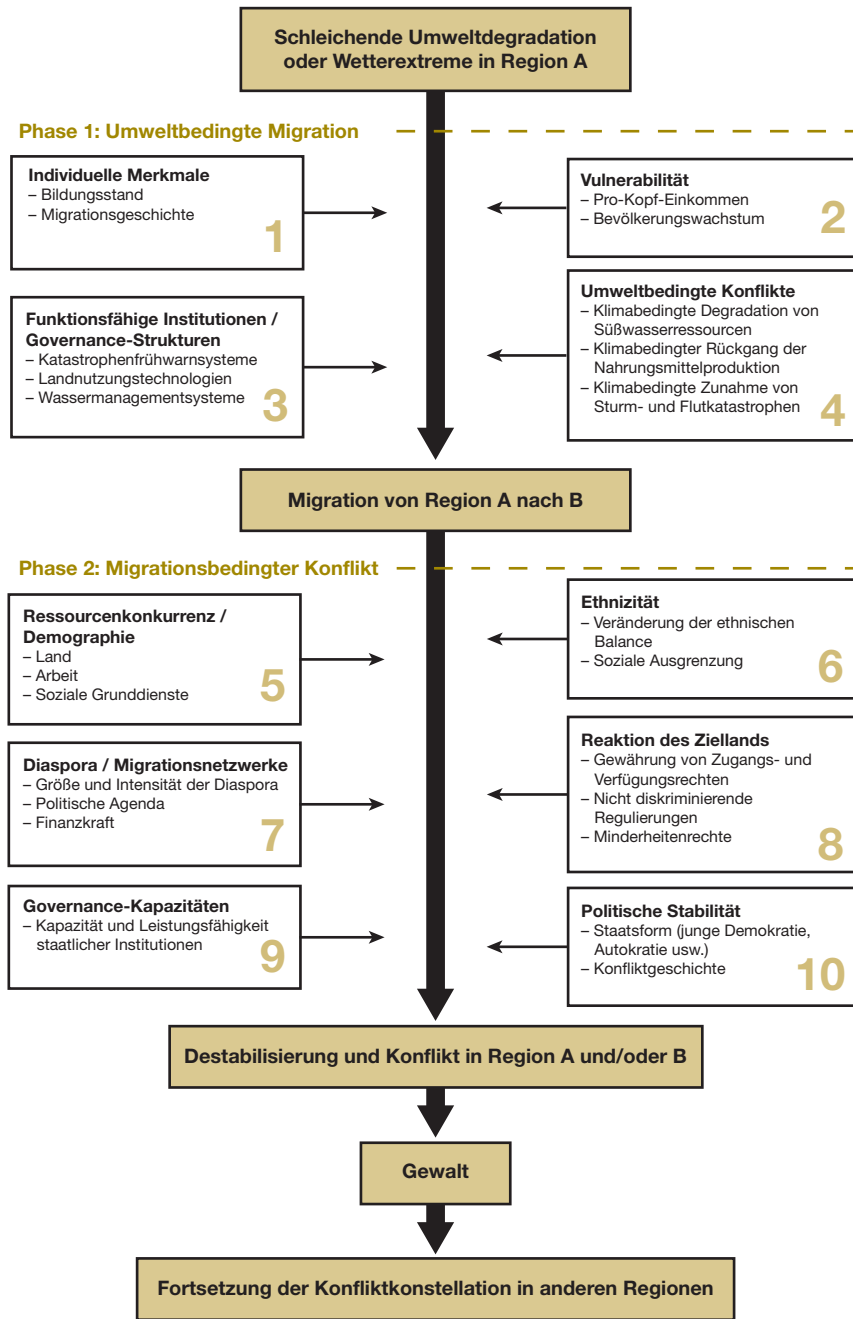 Schleichende Umweltdegradation
oder Wetterextreme in Region A
Phase 1: Umweltbedingte Migration
Individuelle Merkmale
– Bildungsstand
– Migrationsgeschichte
1
Vulnerabilität
– Pro-Kopf-Einkommen
– Bevölkerungswachstum
2
Funktionsfähige Institutionen /
Governance-Strukturen
– Katastrophenfrühwarnsysteme
– Landnutzungstechnologien
– Wassermanagementsysteme
3
Umweltbedingte Konflikte
– Klimabedingte Degradation von
Süßwasserressourcen
– Klimabedingter Rückgang der
Nahrungsmittelproduktion
– Klimabedingte Zunahme von
Sturm- und Flutkatastrophen
4
Migration von Region A nach B
Phase 2: Migrationsbedingter Konflikt
Ressourcenkonkurrenz /
Demographie
– Land
– Arbeit
– Soziale Grunddienste
5
Ethnizität
– Veränderung der ethnischen
Balance
– Soziale Ausgrenzung
6
Diaspora / Migrationsnetzwerke
– Größe und Intensität der Diaspora
– Politische Agenda
– Finanzkraft
7
Reaktion des Ziellands
– Gewährung von Zugangs- und
Verfügungsrechten
– Nicht diskriminierende
Regulierungen
– Minderheitenrechte
8
Governance-Kapazitäten
– Kapazität und Leistungsfähigkeit
staatlicher Institutionen
9
Politische Stabilität
– Staatsform (junge Demokratie,
Autokratie usw.)
– Konfliktgeschichte
10
Destabilisierung und Konflikt in Region A und/oder B
Gewalt
Fortsetzung der Konfliktkonstellation in anderen Regionen